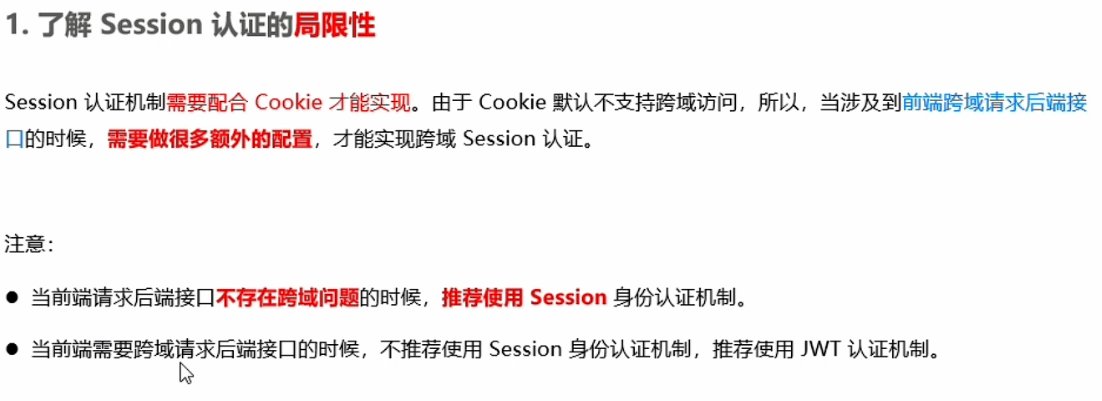 1. 了解 Session 认证的局限性
Session 认证机制需要配合 Cookie 才能实现。由于 Cookie 默认不支持跨域访问，所以，当涉及到前端跨域请求后端接
口的时候，需要做很多额外的配置，才能实现跨域 Session 认证。
注意：
● 当前端请求后端接口不存在跨域问题的时候，推荐使用 Session 身份认证机制。
● 当前端需要跨域请求后端接口的时候，不推荐使用 Session 身份认证机制，推荐使用 JWT 认证机制。